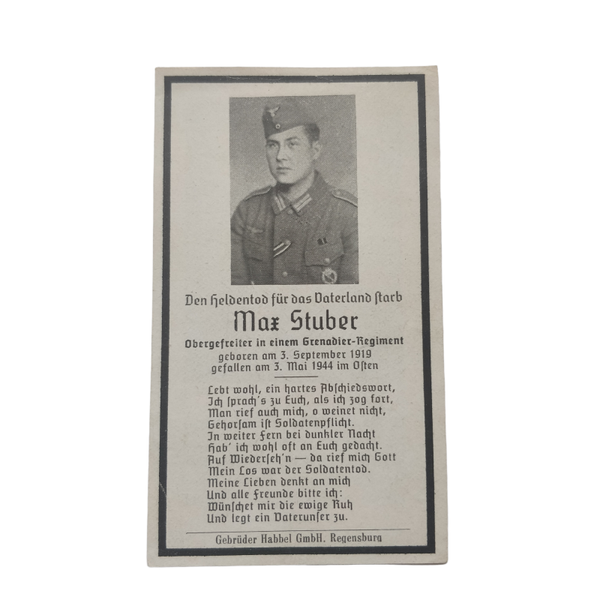 Den Heldentod für das Vaterland starb
Max Stuber
Obergefreiter in einem Grenadier-Regiment
geboren am 3. September 1919
gefallen am 3. Mai 1944 im Osten
Lebt wohl, ein hartes Abschiedswort,
Ich sprach's zu Euch, als ich zog fort,
Man rief auch mich, o weinet nicht,
Gehorsam ist Soldatenpflicht.
In weiter Fern bei dunkler Nacht
Hab' ich wohl oft an Euch gedacht.
Auf Wiederseh'n — da rief mich Gott
Mein Los war der Soldatentod.
Meine Lieben denkt an mich
Und alle Freunde bitte ich:
Wünschet mir die ewige Ruh
Und legt ein Vaterunser zu.
Gebrüder Habbel GmbH. Regensburg